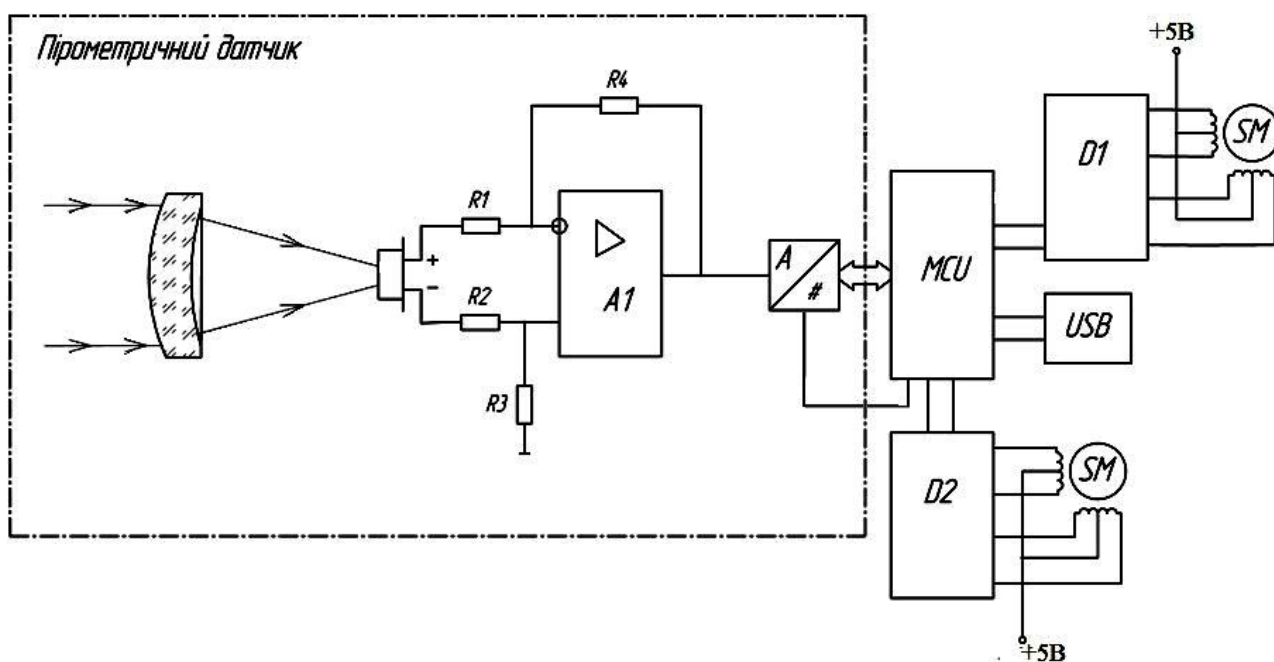 Пірометричний датчик
+5В
R4
SM
D1
R1
A
MCU
+
−
#
A1
R2
USB
R3
SM
D2
+5В